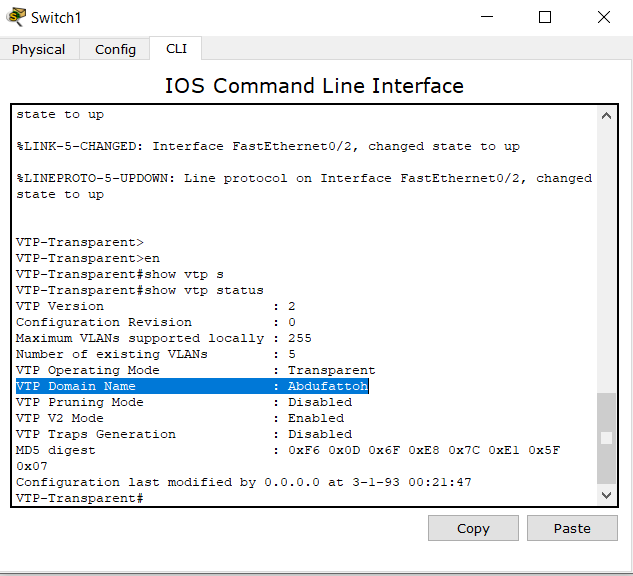 Switch1
Physical Config CLI
IOS Command Line Interface
state to up
%LINK-5-CHANGED: Interface FastEthernet0/2, changed state to up
%LINEPROTO-5-UPDOWN: Line protocol on Interface FastEthernet0/2, changed
state to up
VTP-Transparent>
VTP-Transparent>en
VTP-Transparent#show vtp s
VTP-Transparent#show vtp status
VTP Version                     : 2
Configuration Revision          : 0
Maximum VLANs supported locally : 255
Number of existing VLANs        : 5
VTP Operating Mode              : Transparent
VTP Domain Name                 : Abdufattoh
VTP Pruning Mode                : Disabled
VTP V2 Mode                     : Enabled
VTP Traps Generation            : Disabled
MD5 digest                      : 0xF6 0x0D 0x6F 0xE8 0x7C 0xE1 0x5F
0x07
Configuration last modified by 0.0.0.0 at 3-1-93 00:21:47
VTP-Transparent#
Copy Paste